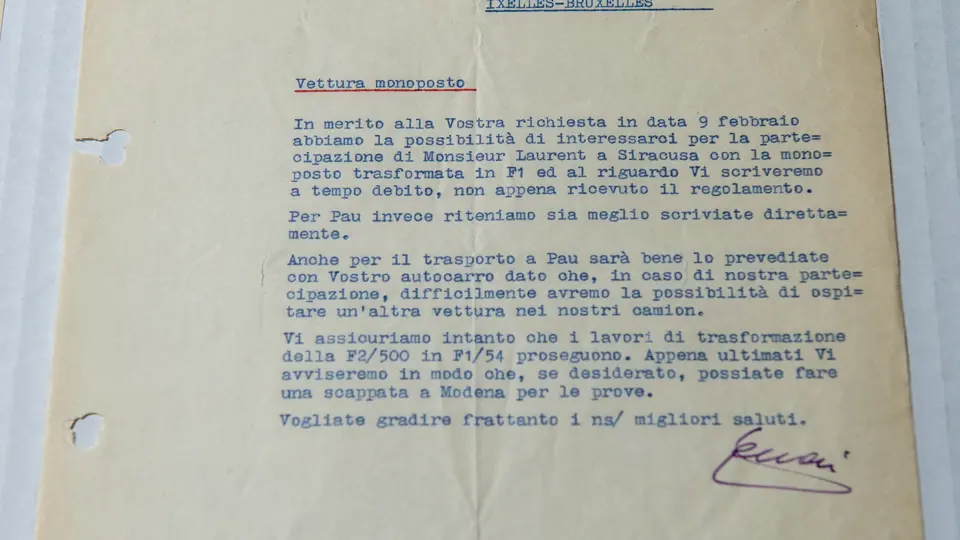 IXELLES-BRUXELLES
Vettura monoposto
In merito alla Vostra richiesta in data 9 febbraio
abbiamo la possibilità di interessarci per la parte=
cipazione di Monsieur Laurent a Siracusa con la mono=
posto trasformata in F1 ed al riguardo Vi scriveremo
a tempo debito, non appena ricevuto il regolamento.
Per Pau invece riteniamo sia meglio scriviate diretta=
mente.
Anche per il trasporto a Pau sarà bene lo prevediate
con Vostro autocarro dato che, in caso di nostra parte=
cipazione, difficilmente avremo la possibilità di ospi=
tare un'altra vettura nei nostri camion.
Vi assicuriamo intanto che i lavori di trasformazione
della F2/500 in F1/54 proseguono. Appena ultimati Vi
avviseremo in modo che, se desiderato, possiate fare
una scappata a Modena per le prove.
Vogliate gradire frattanto i ns/ migliori saluti.
Ferrari